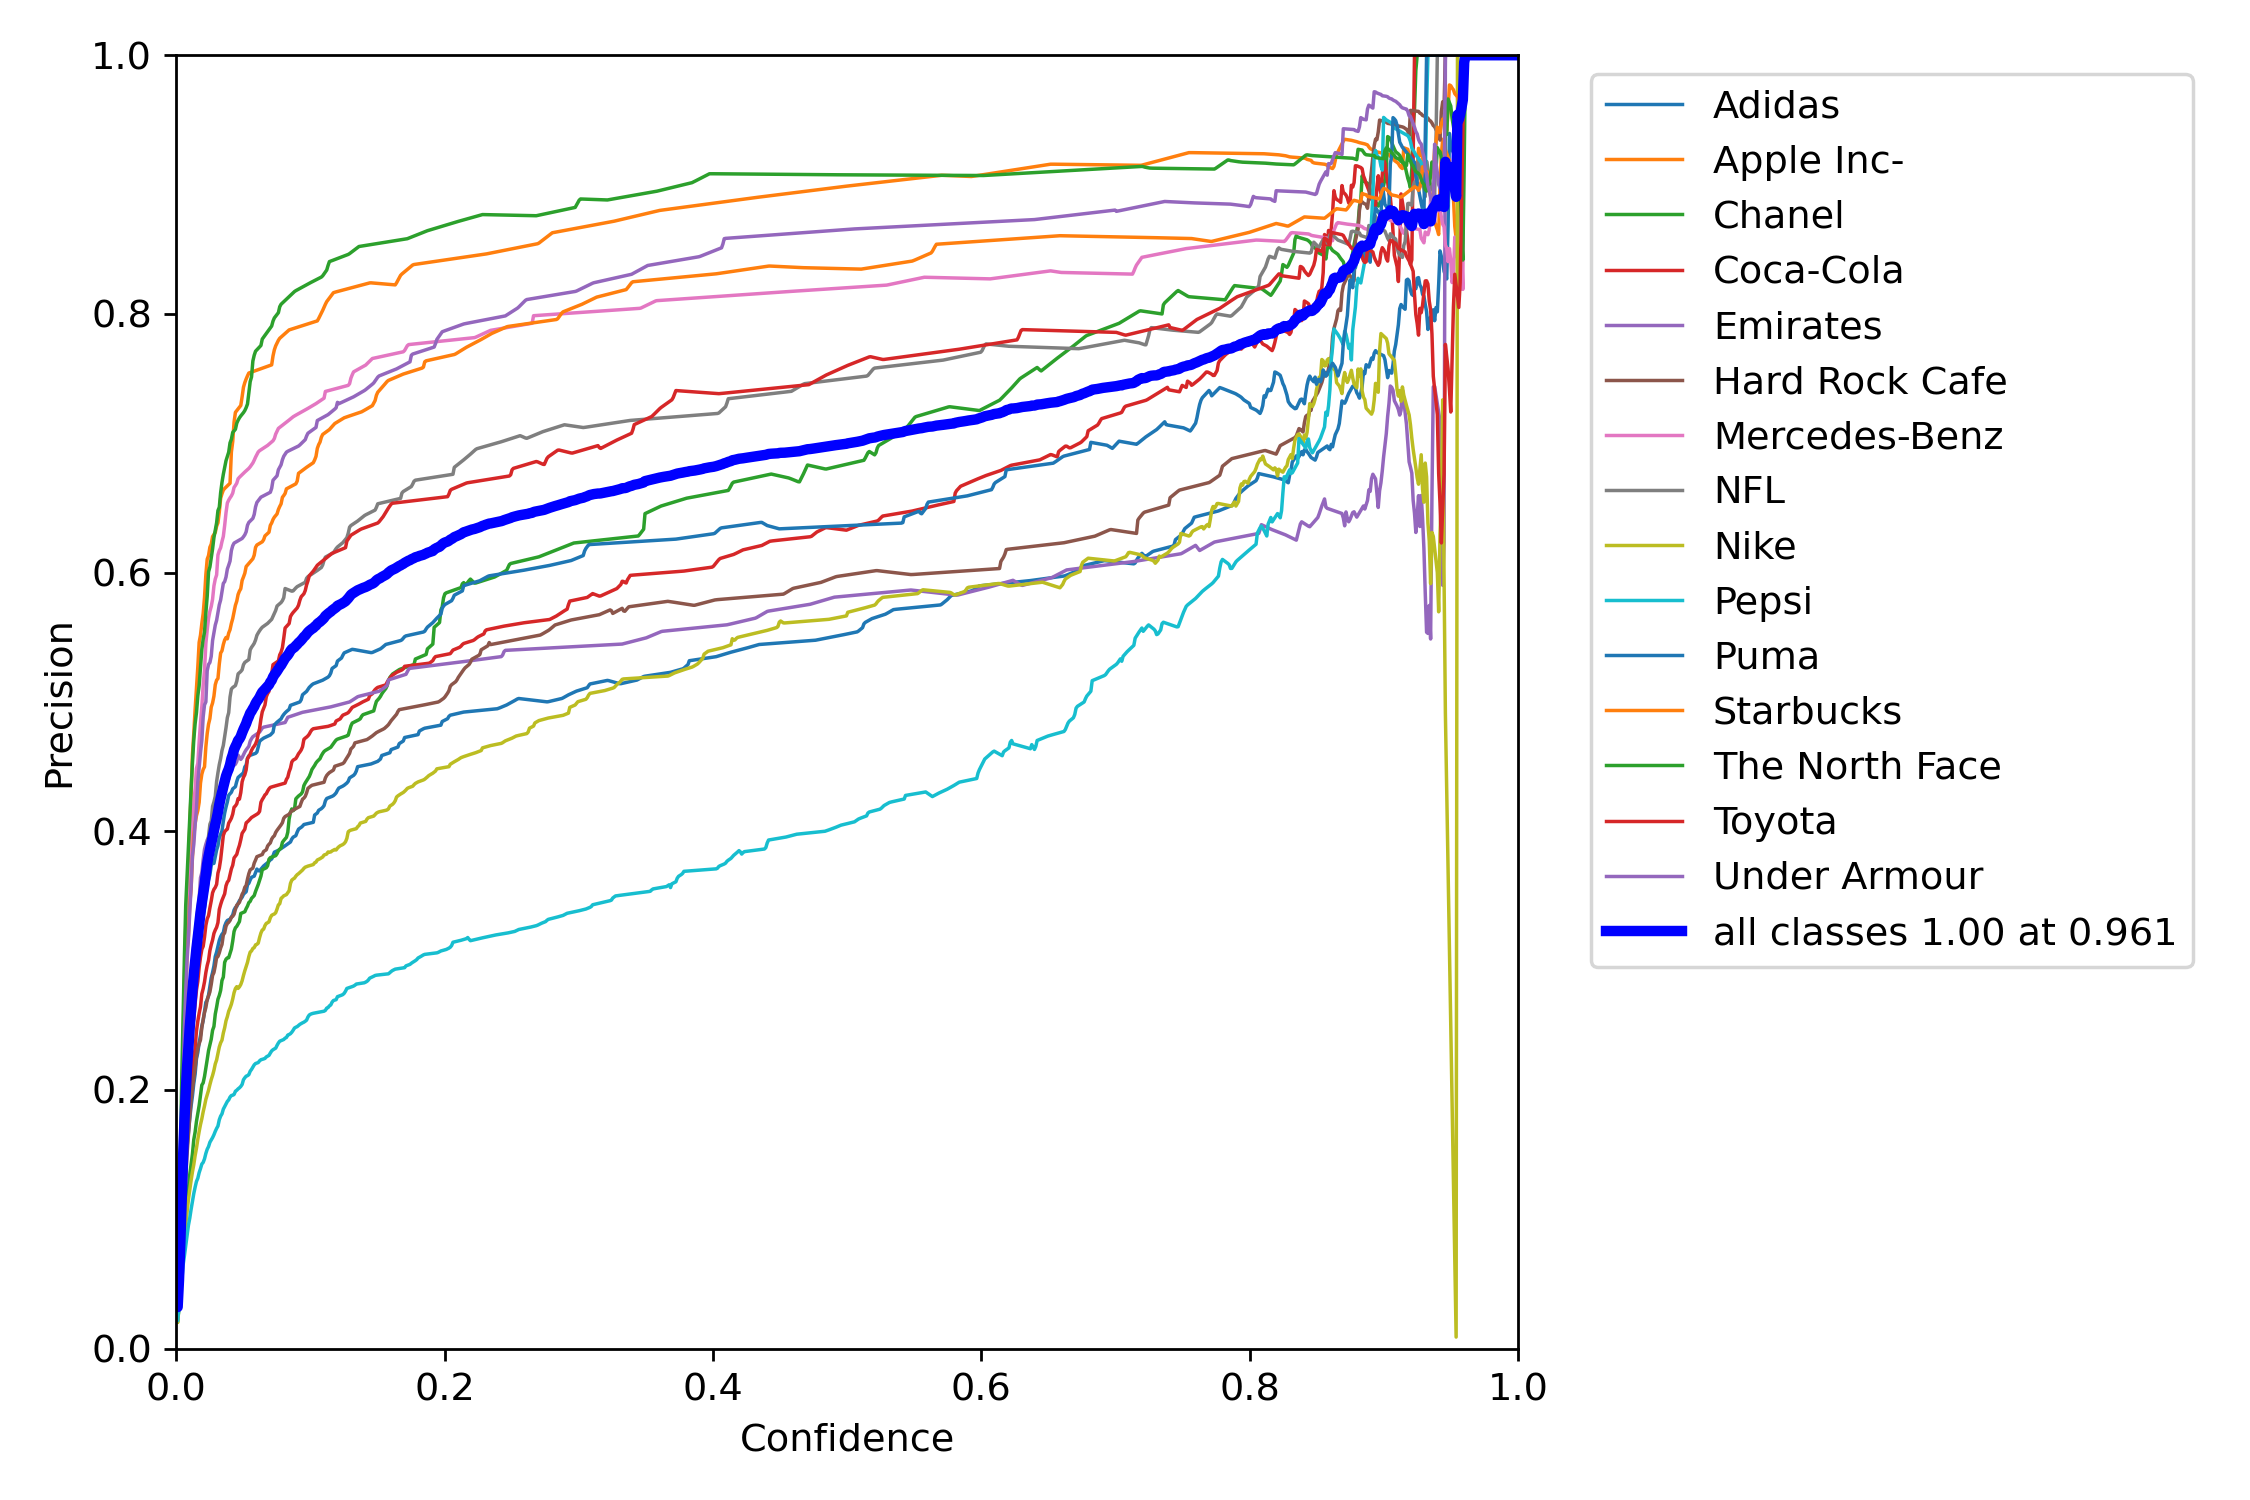 1.0
0.8
0.6
0.4
0.2
0.0
Precision
0.0 0.2 0.4 0.6 0.8 1.0
Confidence
Adidas
Apple Inc-
Chanel
Coca-Cola
Emirates
Hard Rock Cafe
Mercedes-Benz
NFL
Nike
Pepsi
Puma
Starbucks
The North Face
Toyota
Under Armour
all classes 1.00 at 0.961